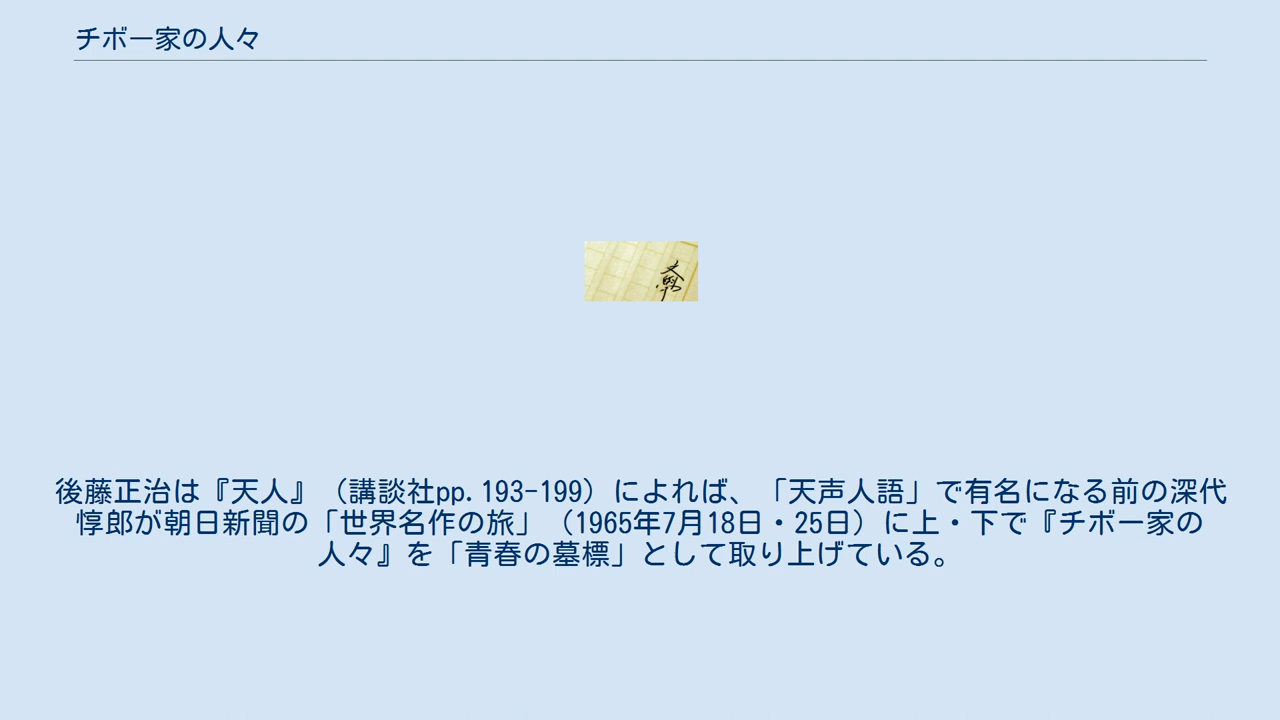 チボー家の人々
後藤正治は『天人』（講談社pp.193-199）によれば、「天声人語」で有名になる前の深代
惇郎が朝日新聞の「世界名作の旅」（1965年7月18日・25日）に上・下で『チボー家の
人々』を「青春の墓標」として取り上げている。